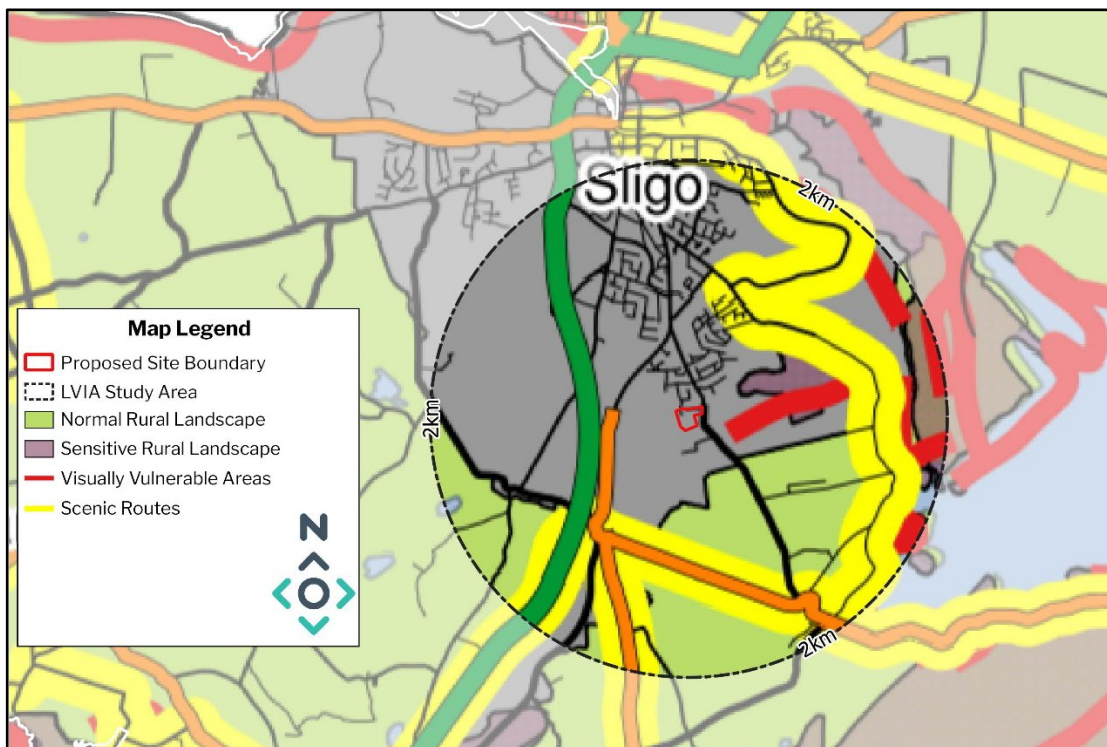 Sligo
2km
2km
2km
Map Legend
Proposed Site Boundary
LVIA Study Area
Normal Rural Landscape
Sensitive Rural Landscape
Visually Vulnerable Areas
Scenic Routes
N